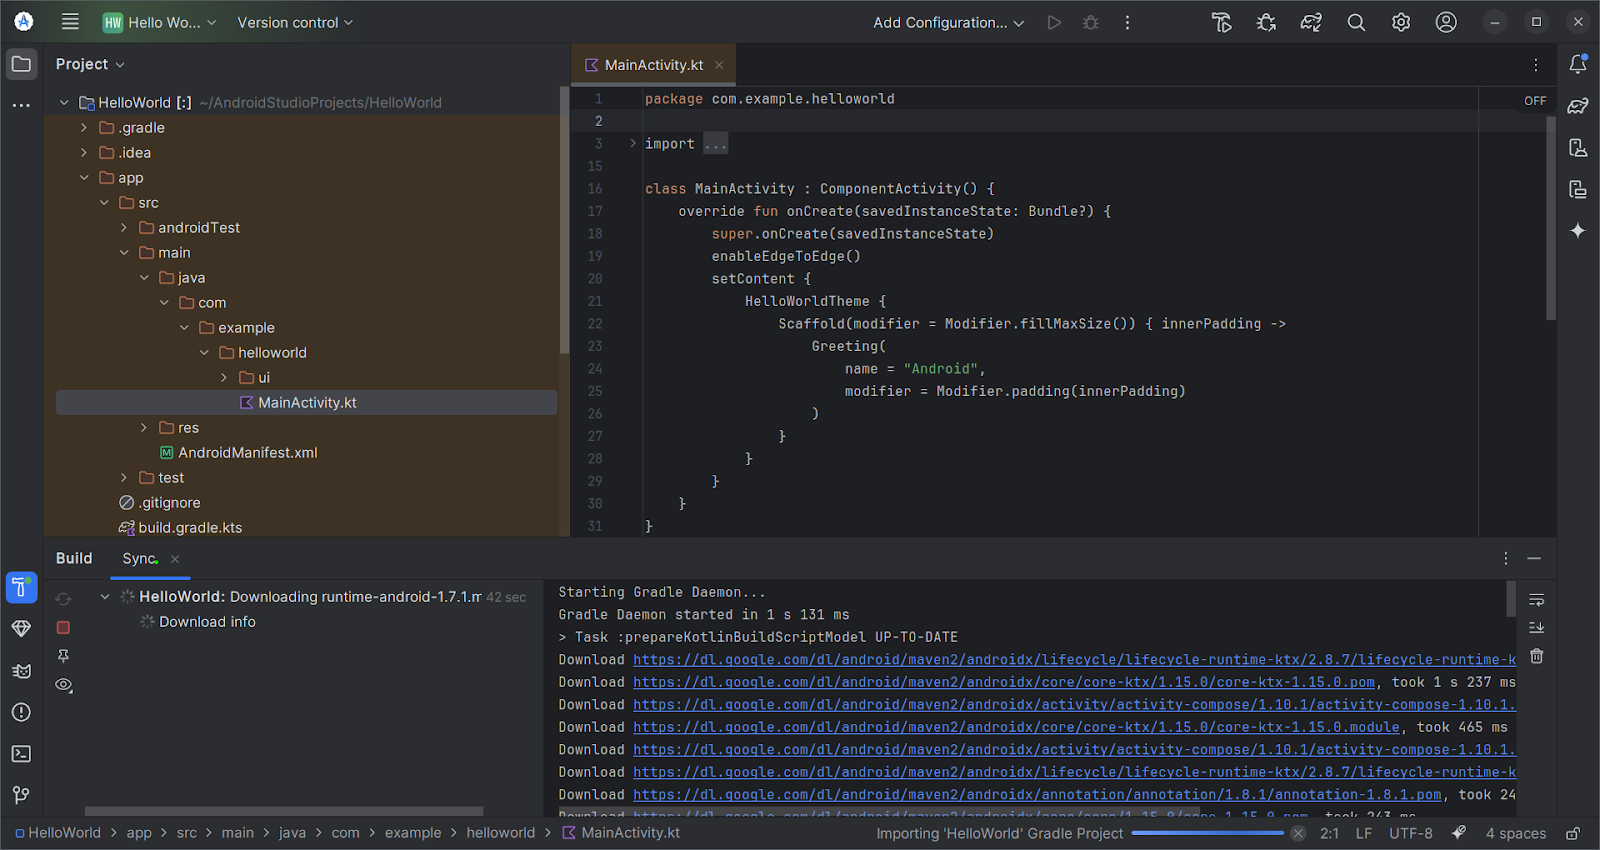 HW Hello Wo... Version control Add Configuration...
Project
MainActivity.kt
HelloWorld [:] ~/AndroidStudioProjects/HelloWorld
.gradle
.idea
app
src
androidTest
main
java
com
example
helloworld
ui
MainActivity.kt
res
M AndroidManifest.xml
test
.gitignore
build.gradle.kts
OFF
1 package com.example.helloworld
2
3 import ...
15
16 class MainActivity : ComponentActivity() {
17 override fun onCreate(savedInstanceState: Bundle?) {
18 super.onCreate(savedInstanceState)
19 enableEdgeToEdge()
20 setContent {
21 HelloWorldTheme {
22 Scaffold(modifier = Modifier.fillMaxSize()) { innerPadding ->
23 Greeting(
24 name = "Android",
25 modifier = Modifier.padding(innerPadding)
26 )
27 }
28 }
29 }
30 }
31 }
Build Sync
HelloWorld: Downloading runtime-android-1.7.1.m 42 sec
Download info
Starting Gradle Daemon...
Gradle Daemon started in 1 s 131 ms
> Task :prepareKotlinBuildScriptModel UP-TO-DATE
Download https://dl.google.com/dl/android/maven2/androidx/lifecycle/lifecycle-runtime-ktx/2.8.7/lifecycle-runtime-k
Download https://dl.google.com/dl/android/maven2/androidx/core/core-ktx/1.15.0/core-ktx-1.15.0.pom, took 1 s 237 ms
Download https://dl.google.com/dl/android/maven2/androidx/activity/activity-compose/1.10.1/activity-compose-1.10.1.
Download https://dl.google.com/dl/android/maven2/androidx/core/core-ktx/1.15.0/core-ktx-1.15.0.module, took 465 ms
Download https://dl.google.com/dl/android/maven2/androidx/activity/activity-compose/1.10.1/activity-compose-1.10.1.
Download https://dl.google.com/dl/android/maven2/androidx/lifecycle/lifecycle-runtime-ktx/2.8.7/lifecycle-runtime-k
Download https://dl.google.com/dl/android/maven2/androidx/annotation/annotation/1.8.1/annotation-1.8.1.pom, took 24
HelloWorld > app > src > main > java > com > example > helloworld > MainActivity.kt
Importing 'HelloWorld' Gradle Project 2:1 LF UTF-8 4 spaces